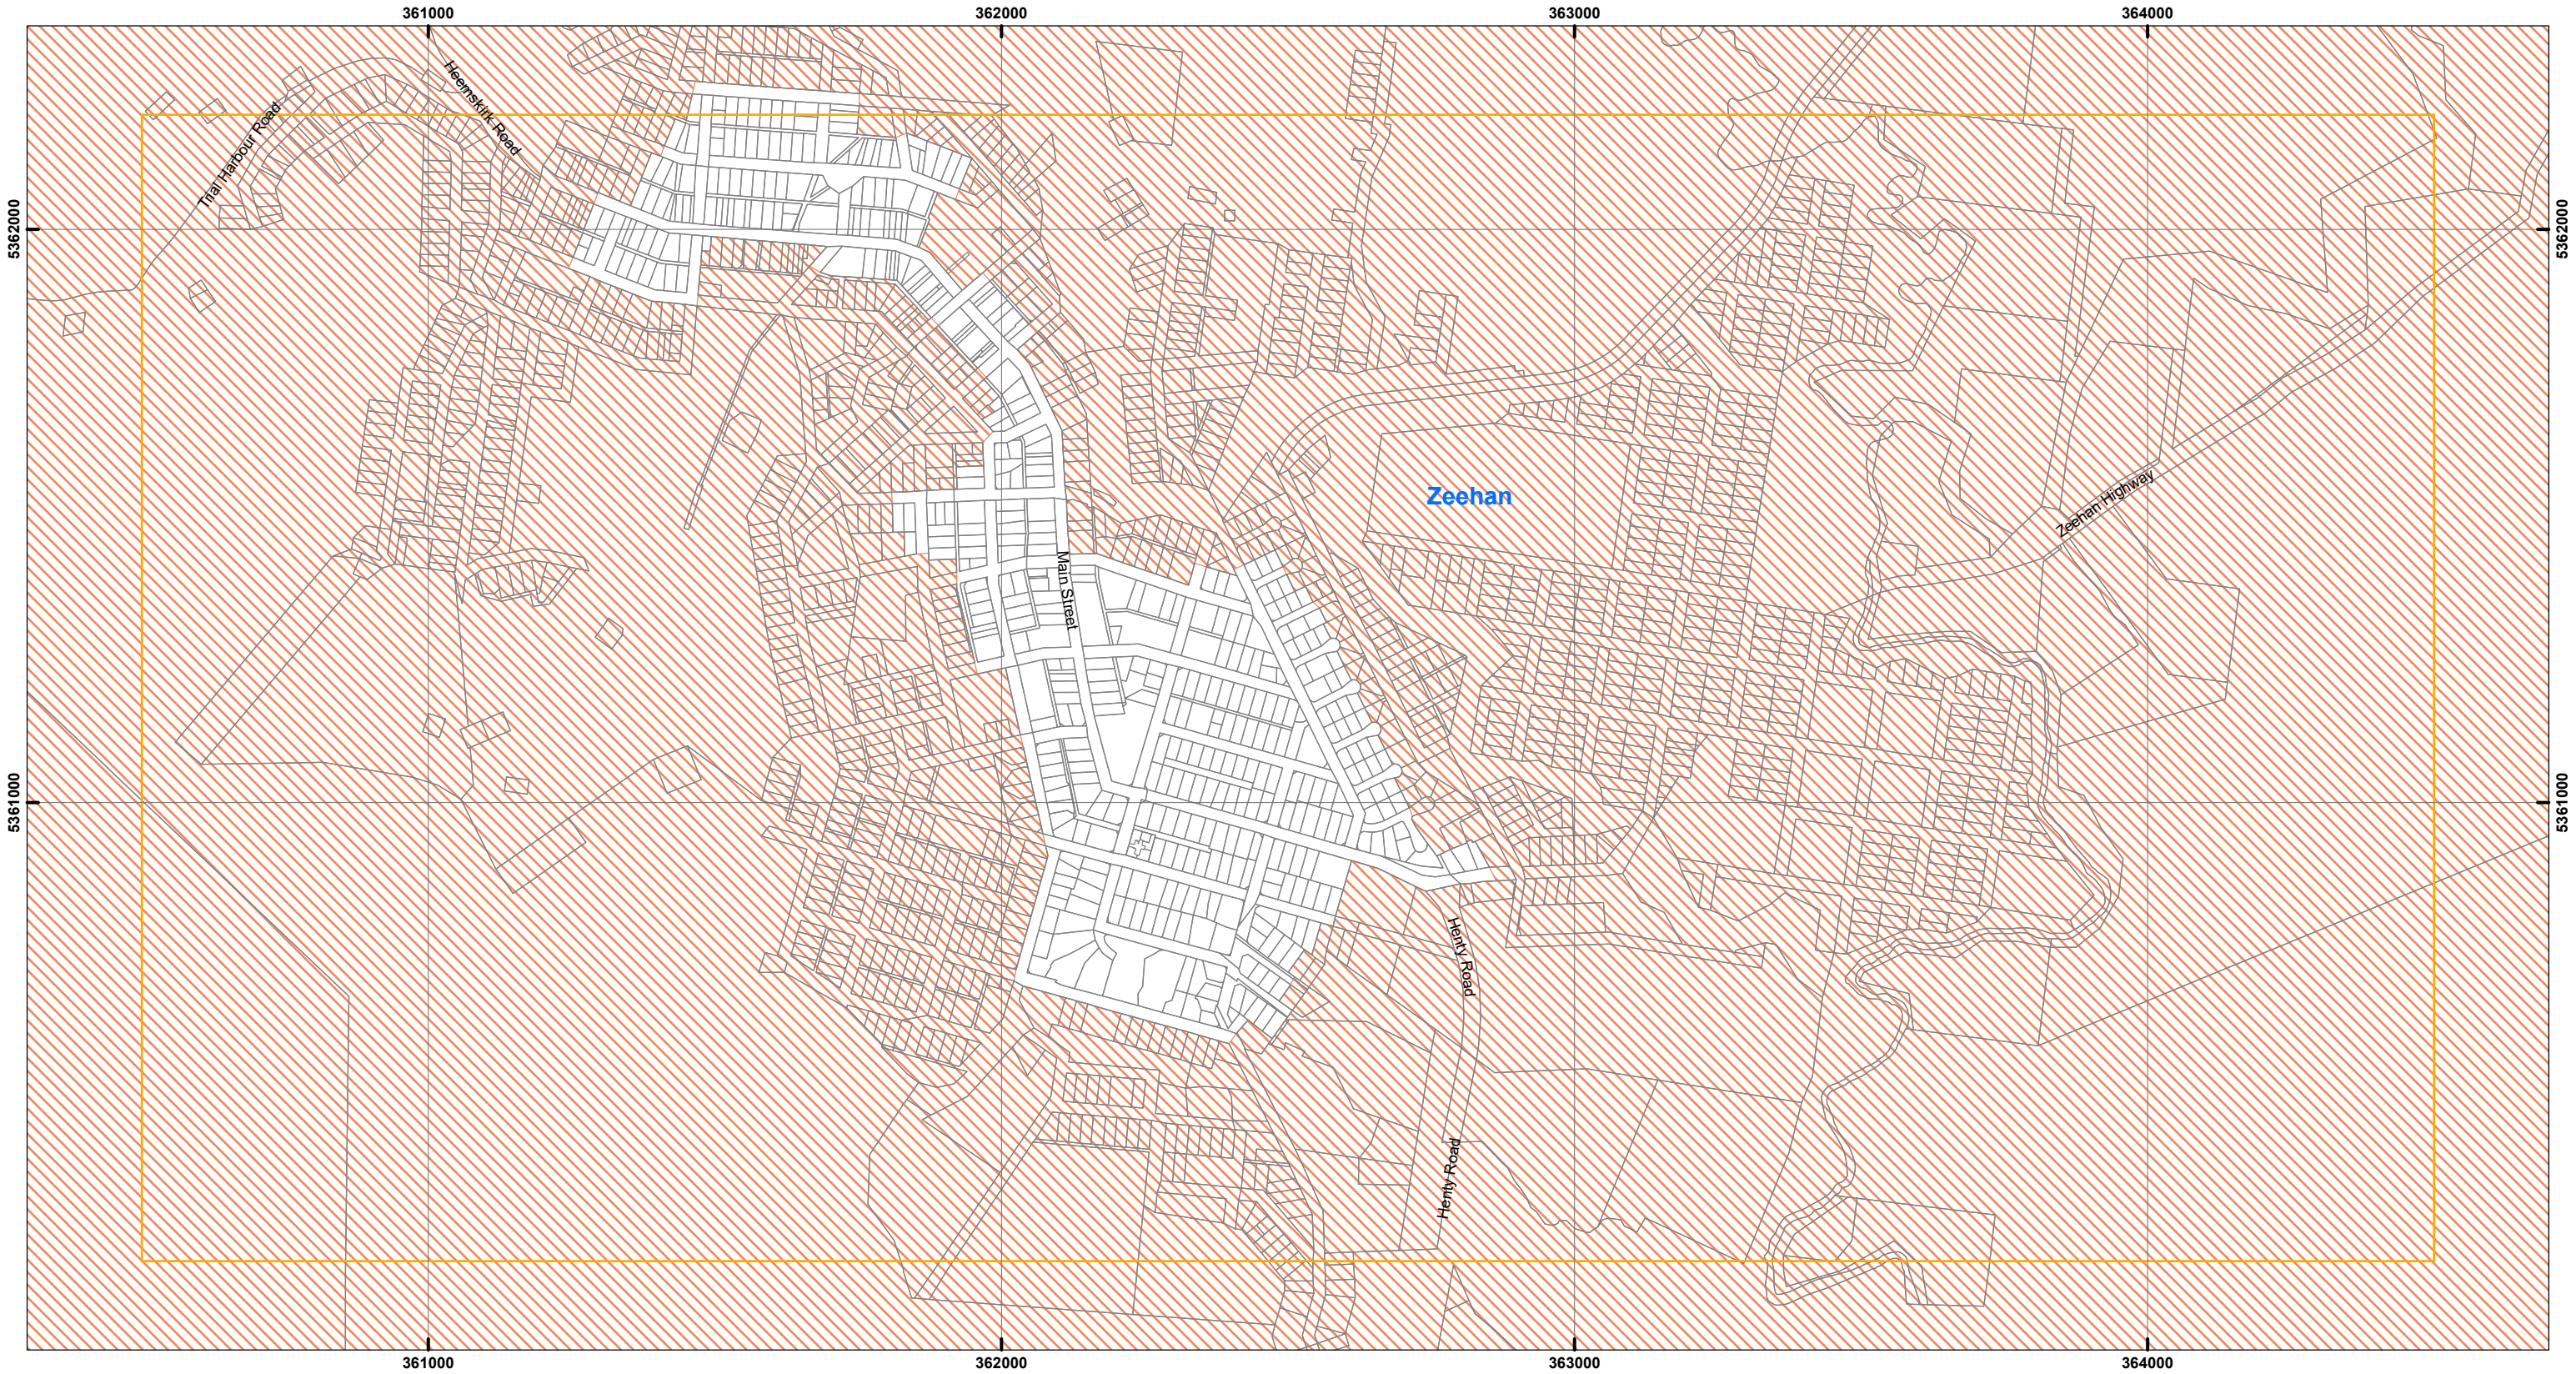 361000
362000
363000
364000
Heemskirk Road
Trial Harbour Road
5362000
5362000
Zeehan
Zeehan Highway
Main Street
5361000
5361000
Henty Road
Henty Road
361000
362000
363000
364000